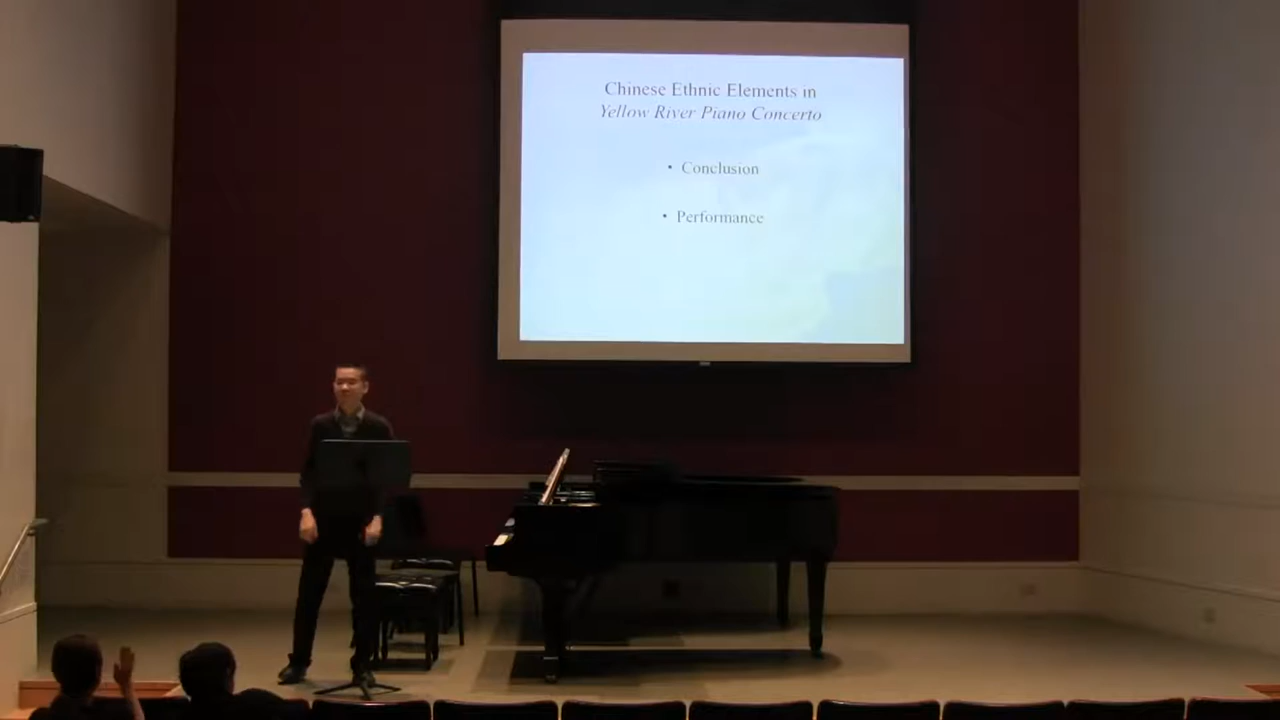 Chinese Ethnic Elements in
Yellow River Piano Concerto
• Conclusion
• Performance